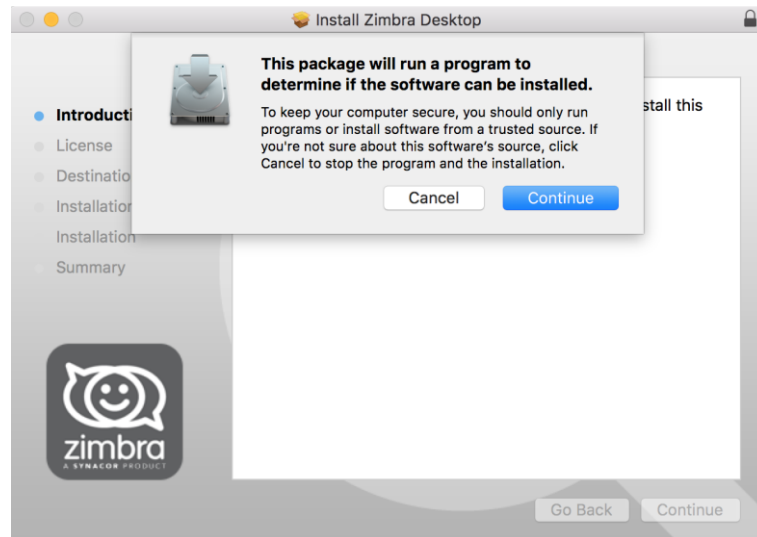 Install Zimbra Desktop
This package will run a program to
determine if the software can be installed.
To keep your computer secure, you should only run
programs or install software from a trusted source. If
you're not sure about this software's source, click
Cancel to stop the program and the installation.
Cancel
Continue
stall this
Introducti
License
Destinatio
Installation
Installation
Summary
zimbra
A SYNACOR PRODUCT
Go Back
Continue